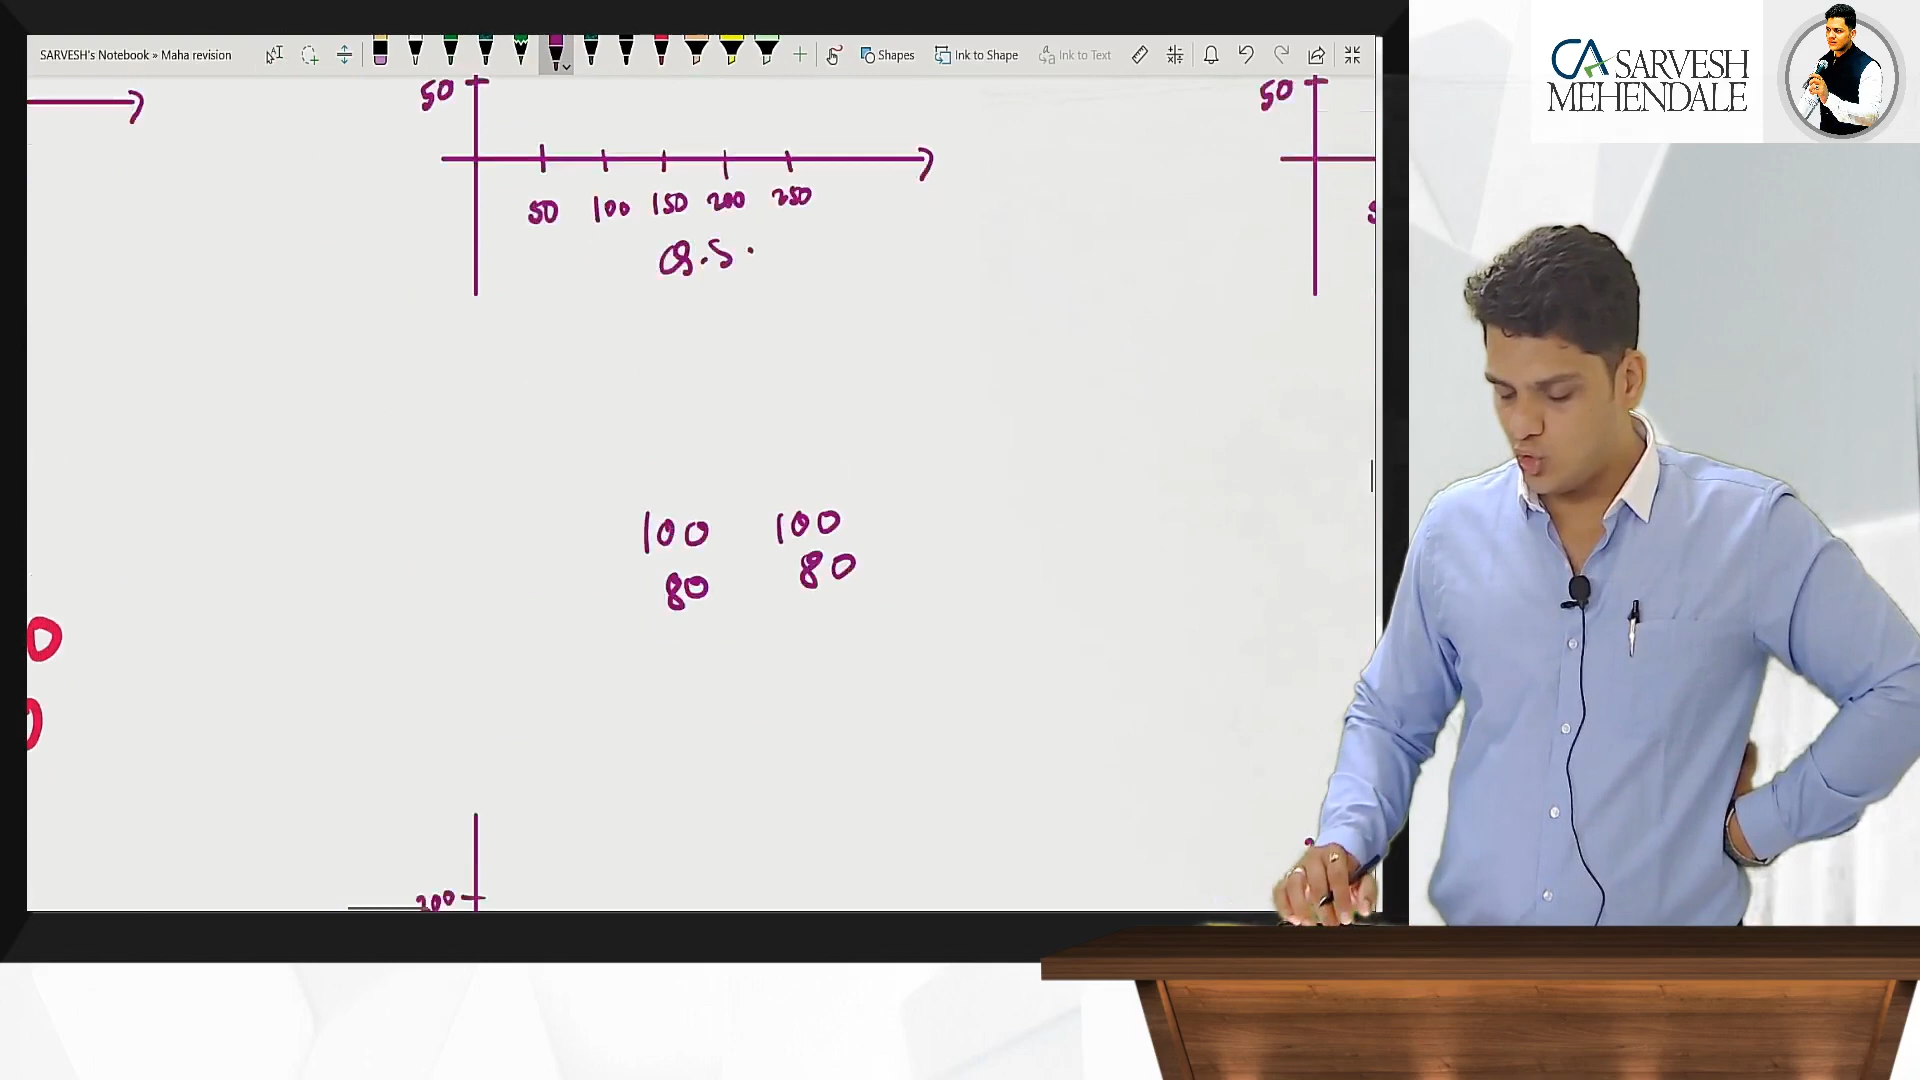 SARVESH's Notebook » Maha revision
Shapes
Ink to Shape
Ink to Text
CA SARVESH
MEHENDALE
50
50
50 100 150 200 250
Q.S.
100 100
80 80
0
200